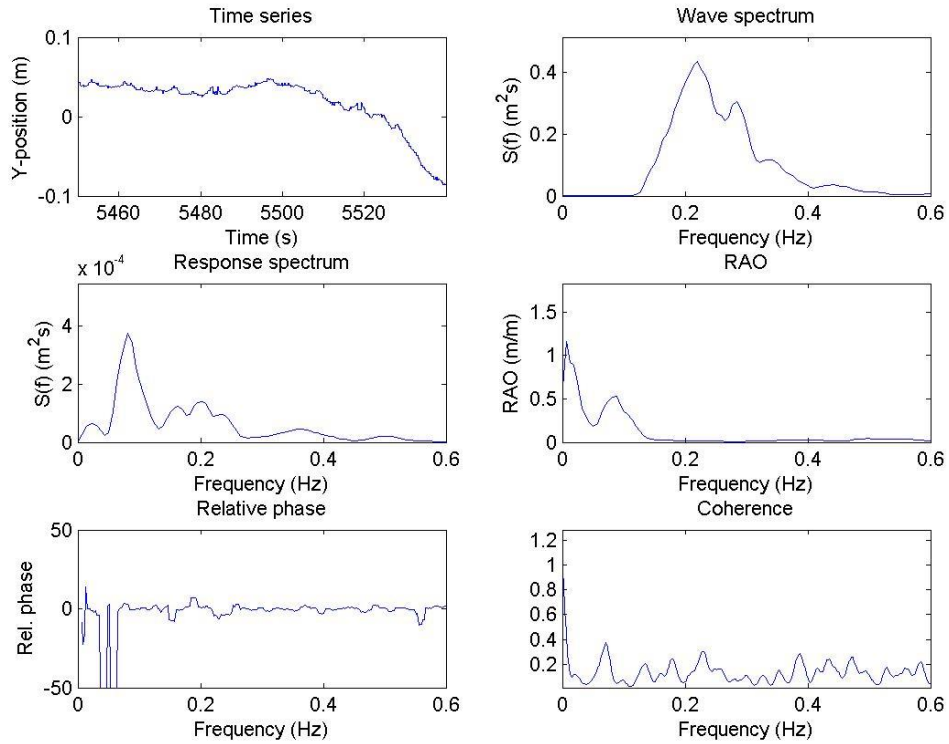 Time series
Y-position (m)
0.1
0
-0.1
5460 5480 5500 5520
Time (s)
Wave spectrum
S(f) (m²s)
0.4
0.2
0
0 0.2 0.4 0.6
Frequency (Hz)
x 10⁻⁴
Response spectrum
S(f) (m²s)
4
2
0
0 0.2 0.4 0.6
Frequency (Hz)
RAO
RAO (m/m)
1.5
1
0.5
0
0 0.2 0.4 0.6
Frequency (Hz)
Relative phase
Rel. phase
50
0
-50
0 0.2 0.4 0.6
Frequency (Hz)
Coherence
1.2
1
0.8
0.6
0.4
0.2
0 0.2 0.4 0.6
Frequency (Hz)